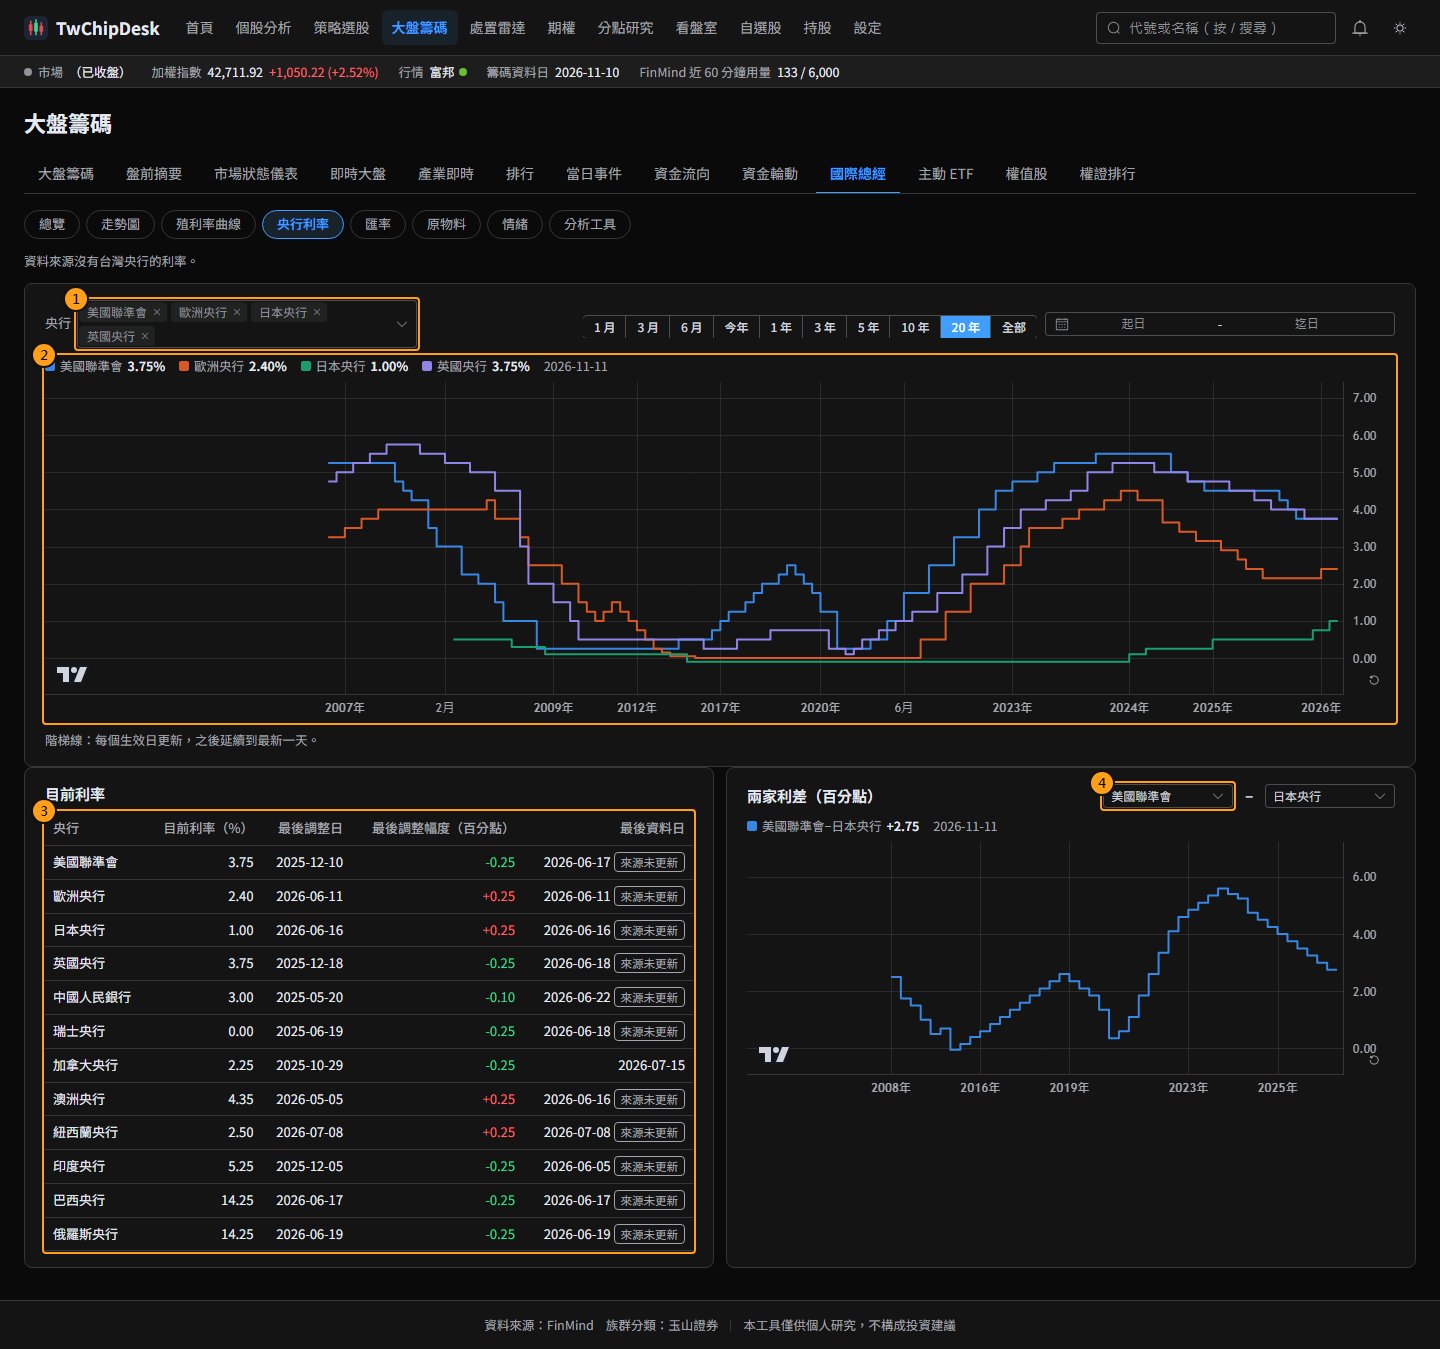 TwChipDesk 首頁 個股分析 策略選股 大盤籌碼 處置雷達 期權 分點研究 看盤室 自選股 持股 設定 代號或名稱 ( 按 / 搜尋 )
市場 （已收盤） 加權指數 42,711.92 +1,050.22 (+2.52%) 行情 富邦 籌碼資料日 2026-11-10 FinMind 近 60 分鐘用量 133 / 6,000
大盤籌碼
大盤籌碼 盤前摘要 市場狀態儀表 即時大盤 產業即時 排行 當日事件 資金流向 資金輪動 國際總經 主動 ETF 權值股 權證排行
總覽 走勢圖 殖利率曲線 央行利率 匯率 原物料 情緒 分析工具
資料來源沒有台灣央行的利率。
1
央行 美國聯準會 × 歐洲央行 × 日本央行 × 英國央行 ×
1 月 3 月 6 月 今年 1 年 3 年 5 年 10 年 20 年 全部 起日 - 迄日
2
美國聯準會 3.75% 歐洲央行 2.40% 日本央行 1.00% 英國央行 3.75% 2026-11-11
7.00
6.00
5.00
4.00
3.00
2.00
1.00
0.00
2007年 2月 2009年 2012年 2017年 2020年 6月 2023年 2024年 2025年 2026年
階梯線：每個生效日更新，之後延續到最新一天。
目前利率
3
央行 目前利率（%） 最後調整日 最後調整幅度（百分點） 最後資料日
美國聯準會 3.75 2025-12-10 -0.25 2026-06-17 來源未更新
歐洲央行 2.40 2026-06-11 +0.25 2026-06-11 來源未更新
日本央行 1.00 2026-06-16 +0.25 2026-06-16 來源未更新
英國央行 3.75 2025-12-18 -0.25 2026-06-18 來源未更新
中國人民銀行 3.00 2025-05-20 -0.10 2026-06-22 來源未更新
瑞士央行 0.00 2025-06-19 -0.25 2026-06-18 來源未更新
加拿大央行 2.25 2025-10-29 -0.25 2026-07-15
澳洲央行 4.35 2026-05-05 +0.25 2026-06-16 來源未更新
紐西蘭央行 2.50 2026-07-08 +0.25 2026-07-08 來源未更新
印度央行 5.25 2025-12-05 -0.25 2026-06-05 來源未更新
巴西央行 14.25 2026-06-17 -0.25 2026-06-17 來源未更新
俄羅斯央行 14.25 2026-06-19 -0.25 2026-06-19 來源未更新
4
兩家利差（百分點） 美國聯準會 − 日本央行
美國聯準會−日本央行 +2.75 2026-11-11
6.00
4.00
2.00
0.00
2008年 2016年 2019年 2023年 2025年
資料來源：FinMind 族群分類：玉山證券 本工具僅供個人研究，不構成投資建議